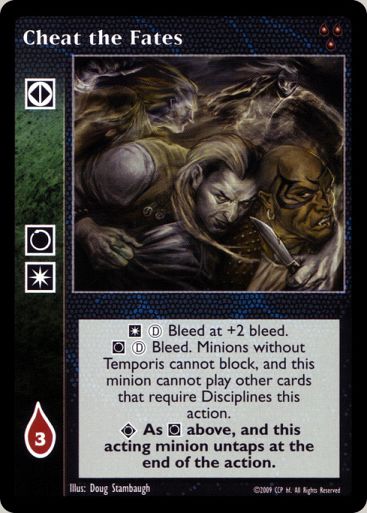 Cheat the Fates
Ⓓ Bleed at +2 bleed.
Ⓓ Bleed. Minions without
Temporis cannot block, and this
minion cannot play other cards
that require Disciplines this
action.
As above, and this
acting minion untaps at the
end of the action.
3
Illus: Doug Stambaugh
©2009 CCP hf. All Rights Reserved